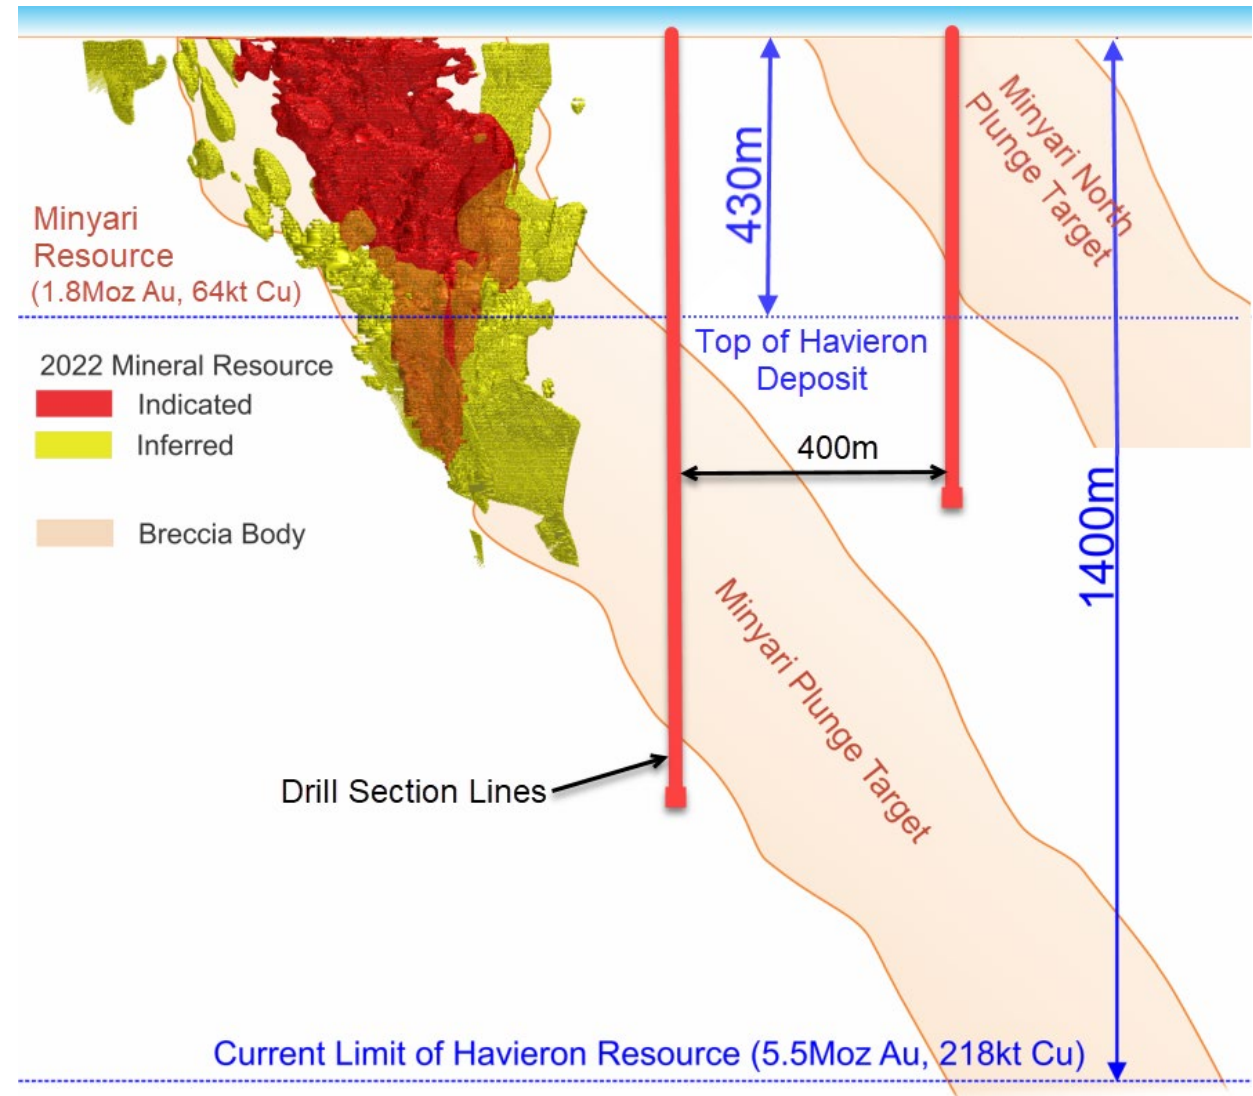 Minyari North
Plunge Target
430m
Minyari
Resource
(1.8Moz Au, 64kt Cu)
Top of Havieron
Deposit
2022 Mineral Resource
Indicated
Inferred
Breccia Body
400m
1400m
Minyari Plunge Target
Drill Section Lines
Current Limit of Havieron Resource (5.5Moz Au, 218kt Cu)